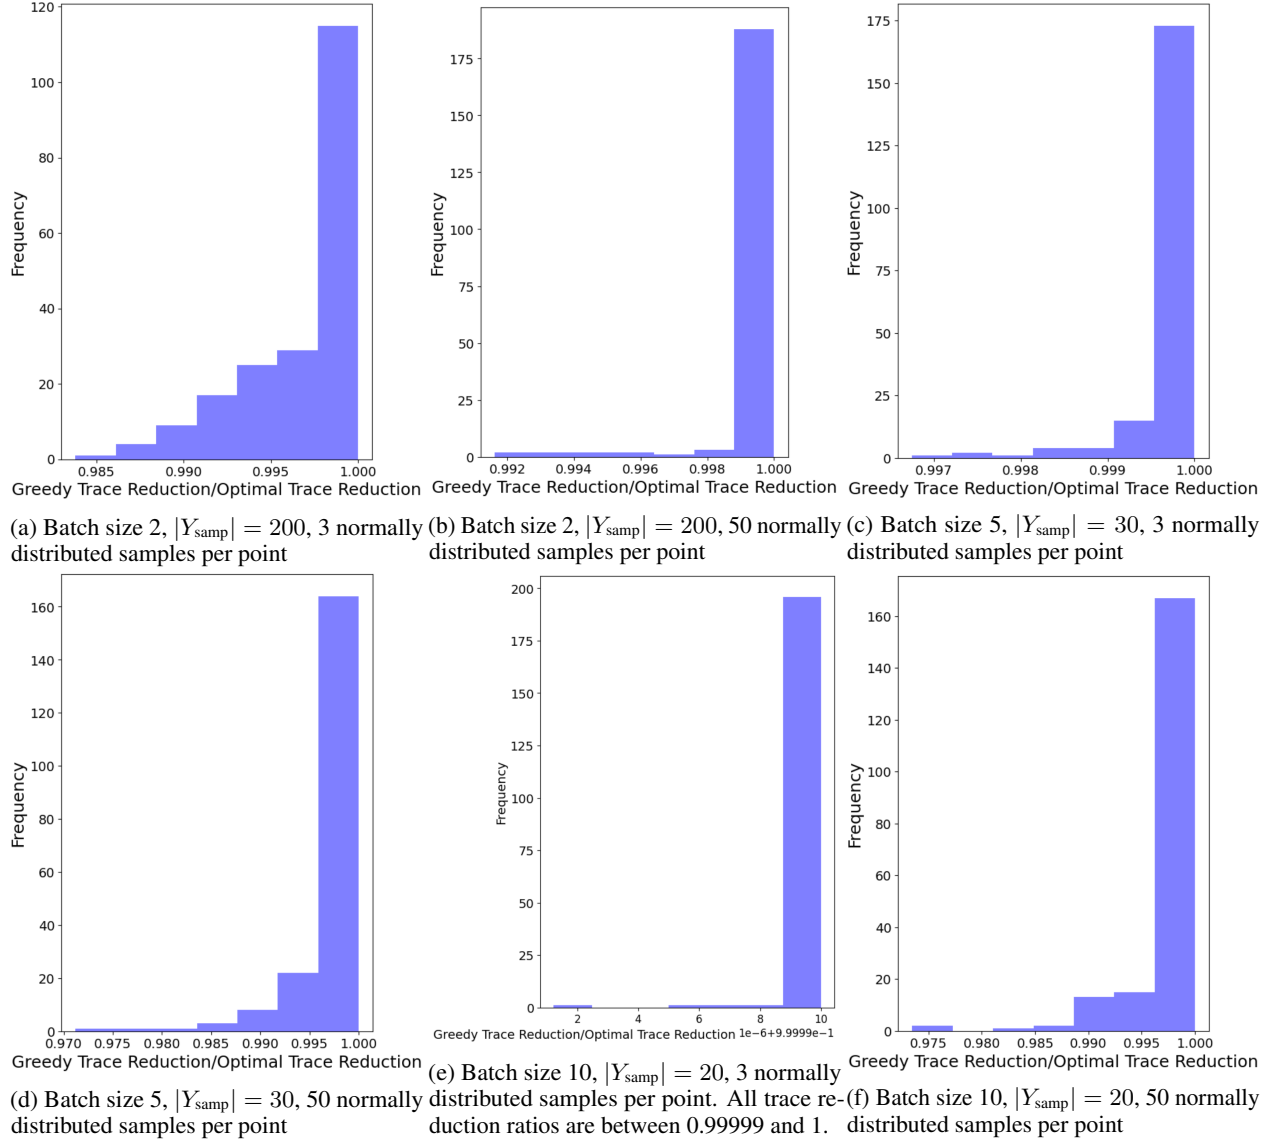 120
100
80
60
40
20
0
Frequency
0.985 0.990 0.995 1.000
Greedy Trace Reduction/Optimal Trace Reduction
(a) Batch size 2, |Y_samp| = 200, 3 normally
distributed samples per point
175
150
125
100
75
50
25
0
Frequency
0.992 0.994 0.996 0.998 1.000
Greedy Trace Reduction/Optimal Trace Reduction
(b) Batch size 2, |Y_samp| = 200, 50 normally
distributed samples per point
175
150
125
100
75
50
25
0
Frequency
0.997 0.998 0.999 1.000
Greedy Trace Reduction/Optimal Trace Reduction
(c) Batch size 5, |Y_samp| = 30, 3 normally
distributed samples per point
160
140
120
100
80
60
40
20
0
Frequency
0.970 0.975 0.980 0.985 0.990 0.995 1.000
Greedy Trace Reduction/Optimal Trace Reduction
(d) Batch size 5, |Y_samp| = 30, 50 normally
distributed samples per point
200
175
150
125
100
75
50
25
0
Frequency
2 4 6 8 10
Greedy Trace Reduction/Optimal Trace Reduction 1e−6+9.9999e−1
(e) Batch size 10, |Y_samp| = 20, 3 normally
distributed samples per point. All trace re-
duction ratios are between 0.99999 and 1.
160
140
120
100
80
60
40
20
0
Frequency
0.975 0.980 0.985 0.990 0.995 1.000
Greedy Trace Reduction/Optimal Trace Reduction
(f) Batch size 10, |Y_samp| = 20, 50 normally
distributed samples per point